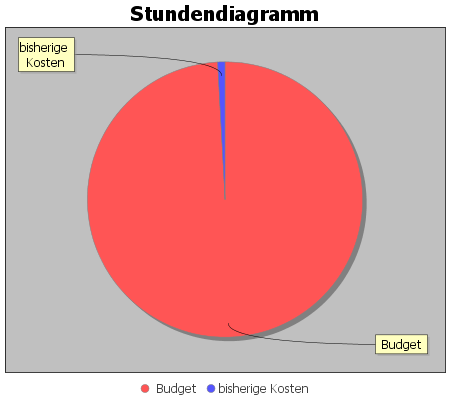 Stundendiagramm
bisherige
Kosten
Budget
Budget bisherige Kosten